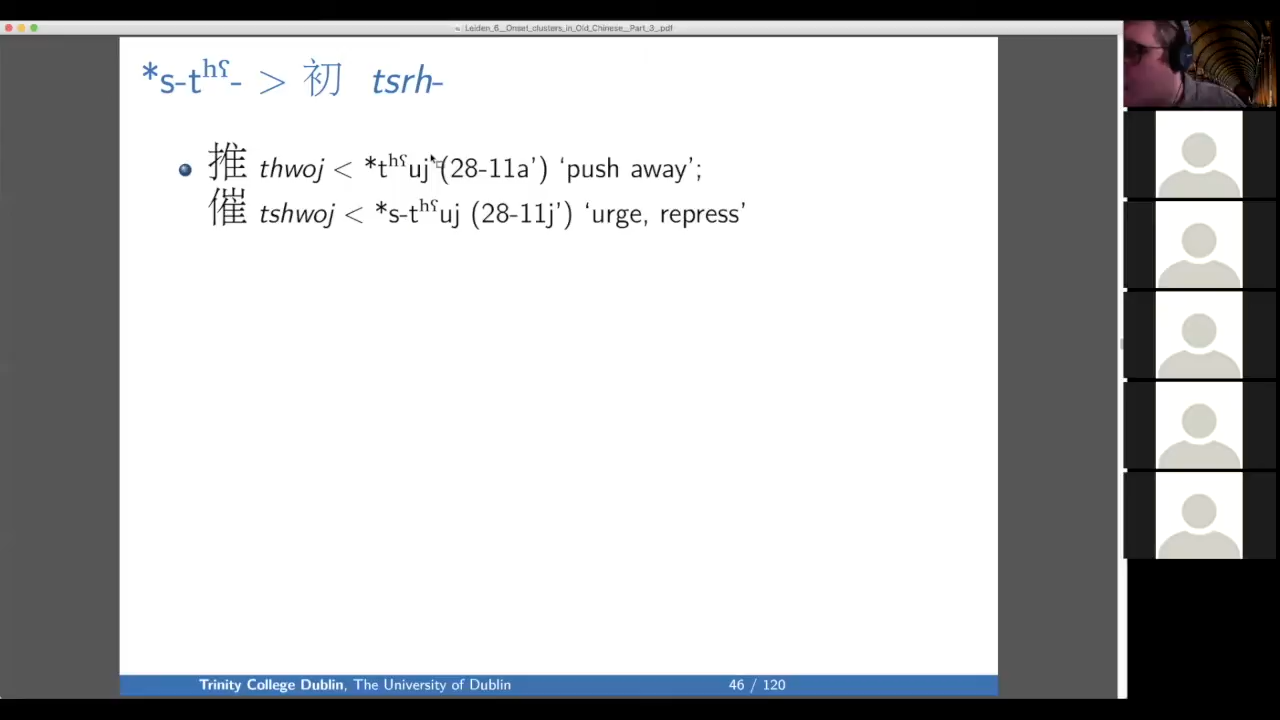 Leiden_6__Onset_clusters_in_Old_Chinese__Part_3_.pdf
*s-tʰˤ- > 初 tsrh-
推 thwoj < *tʰˤuj (28-11a’) ‘push away’;
催 tshwoj < *s-tʰˤuj (28-11j’) ‘urge, repress’
Trinity College Dublin, The University of Dublin 46 / 120